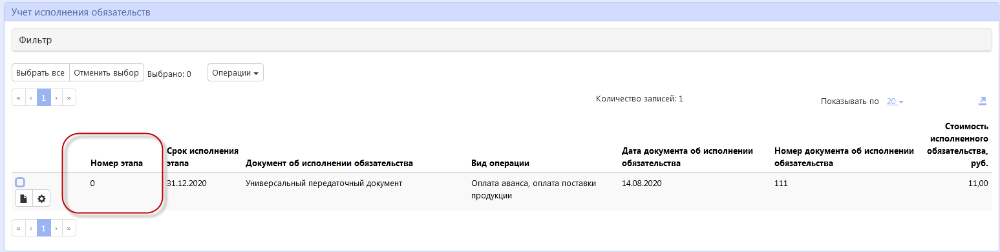 Учет исполнения обязательств
Фильтр
Выбрать все Отменить выбор Выбрано: 0 Операции
« ‹ 1 › » Количество записей: 1 Показывать по 20
Номер этапа
Срок исполнения
этапа
Документ об исполнении обязательства
Вид операции
Дата документа об исполнении
обязательства
Номер документа об исполнении
обязательства
Стоимость
исполненного
обязательства,
руб.
0 31.12.2020 Универсальный передаточный документ Оплата аванса, оплата поставки 14.08.2020 111 11,00
продукции
« ‹ 1 › »